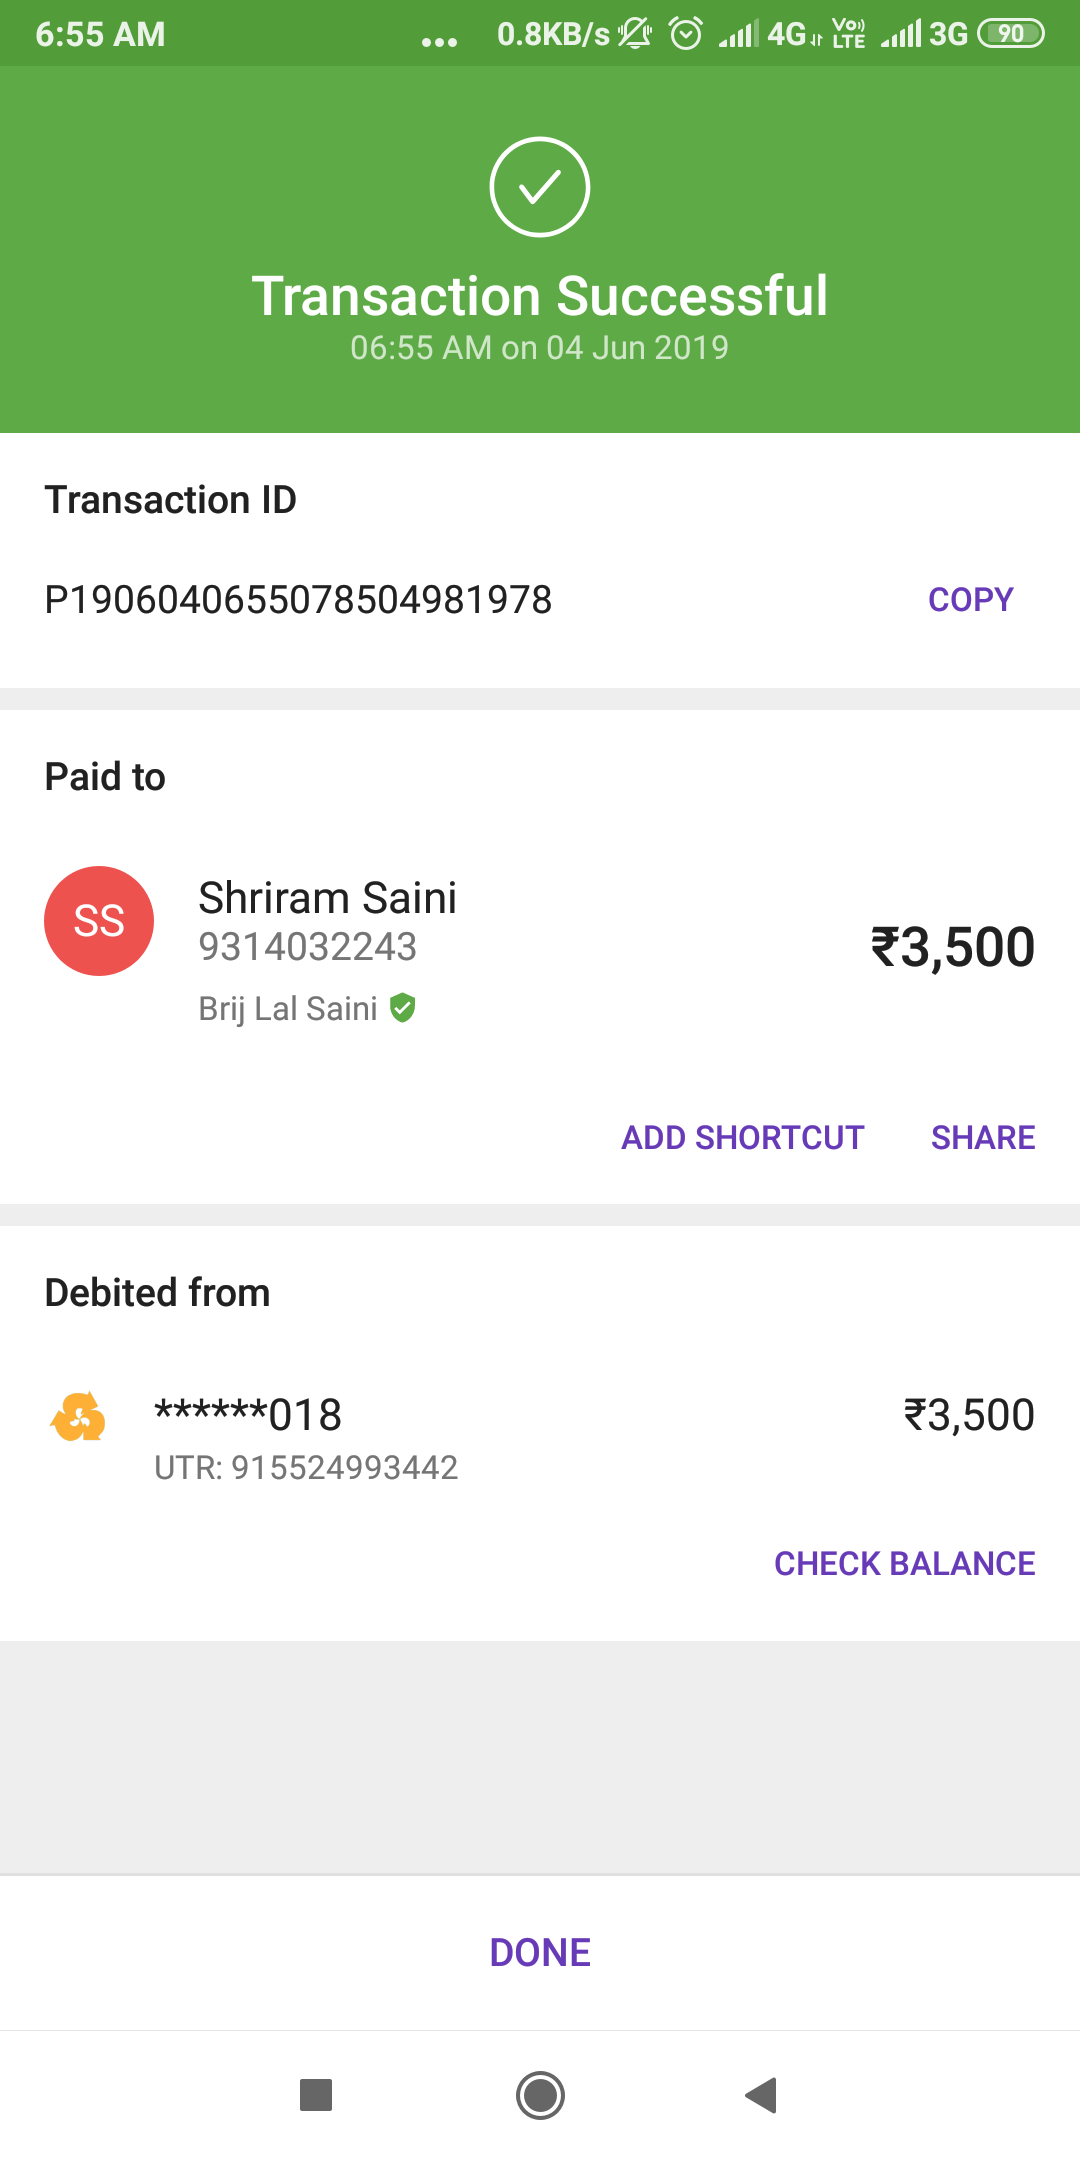 6:55 AM ... 0.8KB/s 4G VoLTE 3G 90
Transaction Successful
06:55 AM on 04 Jun 2019
Transaction ID
P1906040655078504981978 COPY
Paid to
SS Shriram Saini
9314032243 ₹3,500
Brij Lal Saini
ADD SHORTCUT SHARE
Debited from
******018 ₹3,500
UTR: 915524993442
CHECK BALANCE
DONE